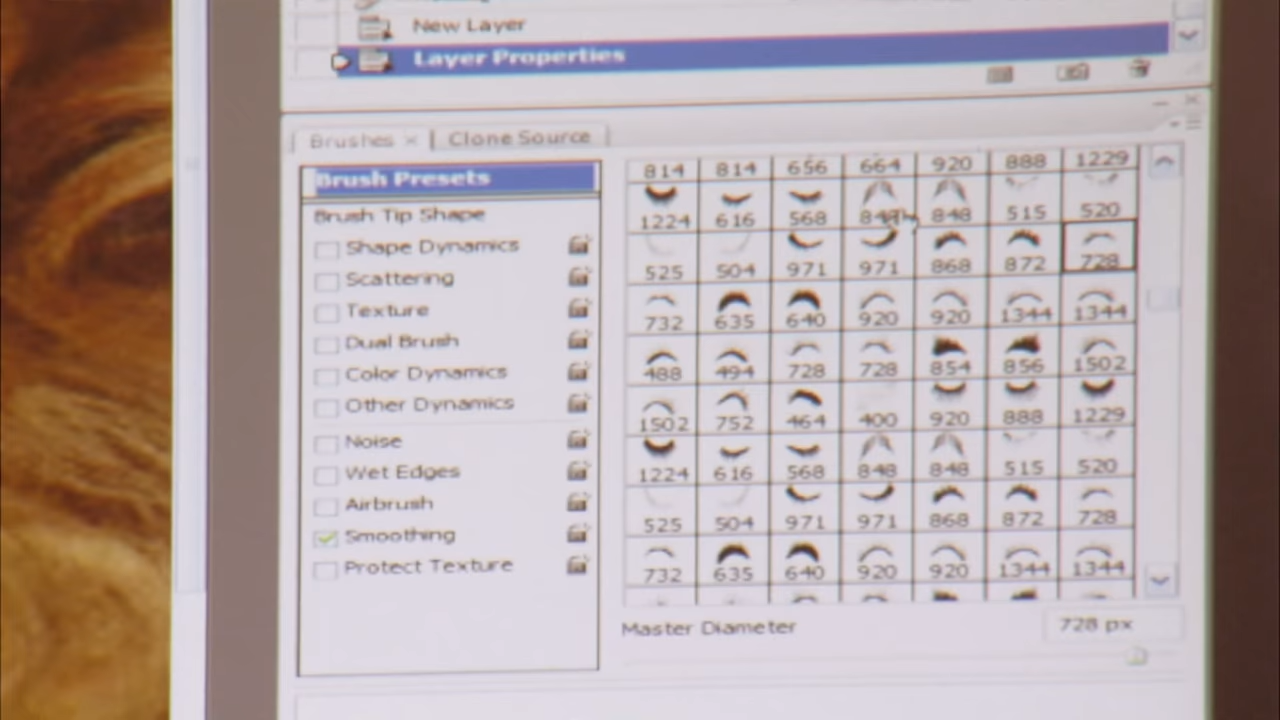 New Layer
Layer Properties
Brushes × Clone Source
Brush Presets
Brush Tip Shape
Shape Dynamics
Scattering
Texture
Dual Brush
Color Dynamics
Other Dynamics
Noise
Wet Edges
Airbrush
Smoothing
Protect Texture
814 814 656 664 920 888 1229
1224 616 568 848 848 515 520
525 504 971 971 868 872 728
732 635 640 920 920 1344 1344
488 494 728 728 854 856 1502
1502 752 464 400 920 888 1229
1224 616 568 848 848 515 520
525 504 971 971 868 872 728
732 635 640 920 920 1344 1344
Master Diameter 728 px